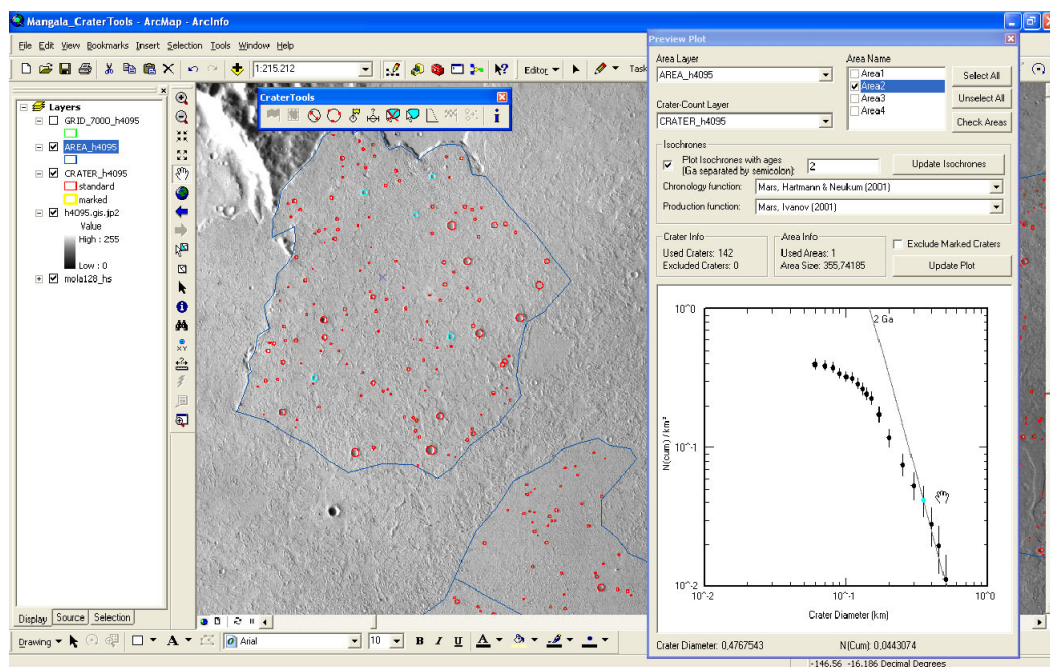 Mangala_CraterTools - ArcMap - ArcInfo
File Edit View Bookmarks Insert Selection Tools Window Help
1:215.212
Editor
Task
Layers
GRID_7000_h4095
AREA_h4095
CRATER_h4095
standard
marked
h4095.gis.jp2
Value
High : 255
Low : 0
mola128_hs
CraterTools
Preview Plot
Area Layer
AREA_h4095
Crater-Count Layer
CRATER_h4095
Area Name
Area1
Area2
Area3
Area4
Select All
Unselect All
Check Areas
Isochrones
Plot Isochrones with ages
(Ga separated by semicolon):
2
Update Isochrones
Chronology function:
Mars, Hartmann & Neukum (2001)
Production function:
Mars, Ivanov (2001)
Crater Info
Used Craters: 142
Excluded Craters: 0
Area Info
Used Areas: 1
Area Size: 355,74185
Exclude Marked Craters
Update Plot
10^0
2 Ga
N(cum) / km²
10^-1
10^-2
10^-2
10^-1
10^0
Crater Diameter (km)
Crater Diameter: 0,4767543
N(Cum): 0,0443074
Display Source Selection
Drawing
Arial
10
B I U A
-146.56 -16.186 Decimal Degrees